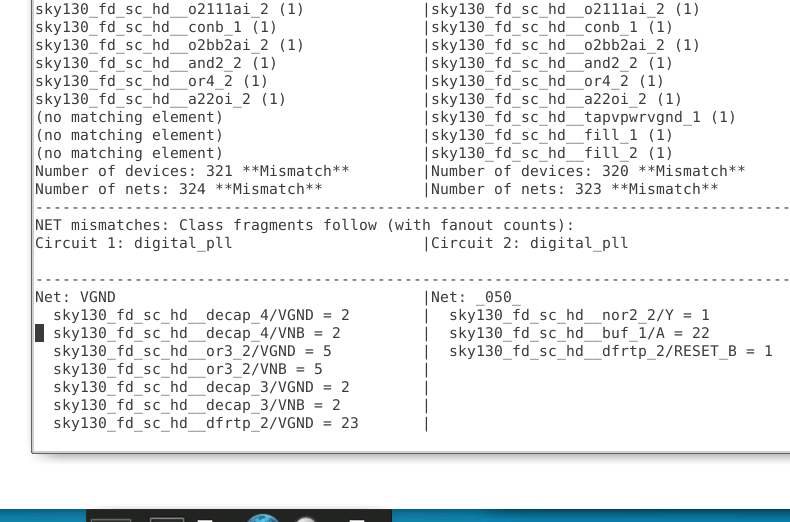 sky130_fd_sc_hd__o2111ai_2 (1) |sky130_fd_sc_hd__o2111ai_2 (1)
sky130_fd_sc_hd__conb_1 (1) |sky130_fd_sc_hd__conb_1 (1)
sky130_fd_sc_hd__o2bb2ai_2 (1) |sky130_fd_sc_hd__o2bb2ai_2 (1)
sky130_fd_sc_hd__and2_2 (1) |sky130_fd_sc_hd__and2_2 (1)
sky130_fd_sc_hd__or4_2 (1) |sky130_fd_sc_hd__or4_2 (1)
sky130_fd_sc_hd__a22oi_2 (1) |sky130_fd_sc_hd__a22oi_2 (1)
(no matching element) |sky130_fd_sc_hd__tapvpwrvgnd_1 (1)
(no matching element) |sky130_fd_sc_hd__fill_1 (1)
(no matching element) |sky130_fd_sc_hd__fill_2 (1)
Number of devices: 321 **Mismatch** |Number of devices: 320 **Mismatch**
Number of nets: 324 **Mismatch** |Number of nets: 323 **Mismatch**
-------------------------------------------------------------------------------------
NET mismatches: Class fragments follow (with fanout counts):
Circuit 1: digital_pll |Circuit 2: digital_pll
-------------------------------------------------------------------------------------
Net: VGND |Net: _050_
sky130_fd_sc_hd__decap_4/VGND = 2 | sky130_fd_sc_hd__nor2_2/Y = 1
sky130_fd_sc_hd__decap_4/VNB = 2 | sky130_fd_sc_hd__buf_1/A = 22
sky130_fd_sc_hd__or3_2/VGND = 5 | sky130_fd_sc_hd__dfrtp_2/RESET_B = 1
sky130_fd_sc_hd__or3_2/VNB = 5 |
sky130_fd_sc_hd__decap_3/VGND = 2 |
sky130_fd_sc_hd__decap_3/VNB = 2 |
sky130_fd_sc_hd__dfrtp_2/VGND = 23 |